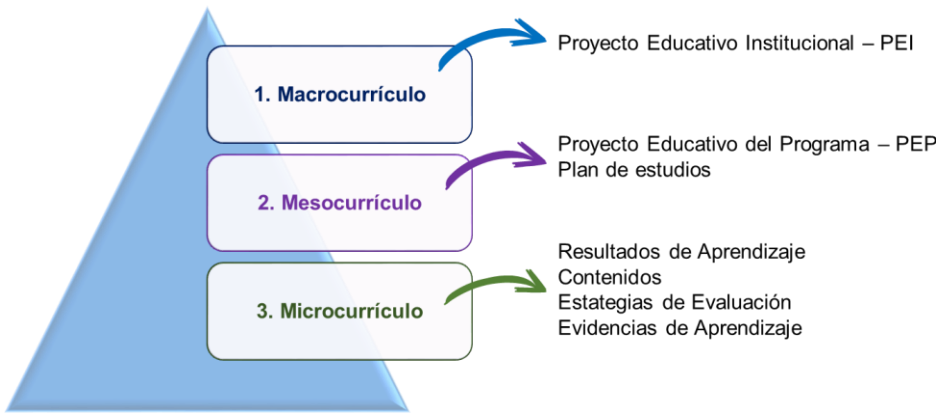 1. Macrocurrículo
Proyecto Educativo Institucional – PEI
2. Mesocurrículo
Proyecto Educativo del Programa – PEP
Plan de estudios
3. Microcurrículo
Resultados de Aprendizaje
Contenidos
Estategias de Evaluación
Evidencias de Aprendizaje